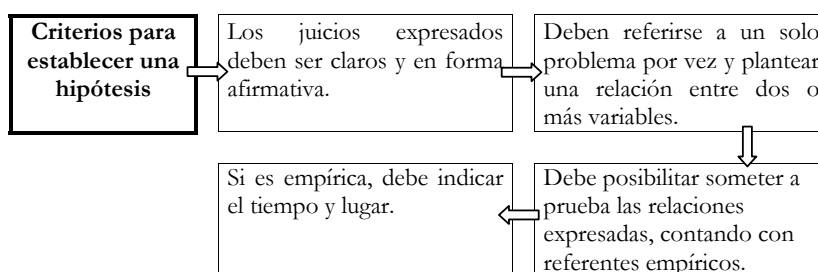 Criterios para
establecer una
hipótesis
Los juicios expresados
deben ser claros y en forma
afirmativa.
Deben referirse a un solo
problema por vez y plantear
una relación entre dos o
más variables.
Debe posibilitar someter a
prueba las relaciones
expresadas, contando con
referentes empíricos.
Si es empírica, debe indicar
el tiempo y lugar.